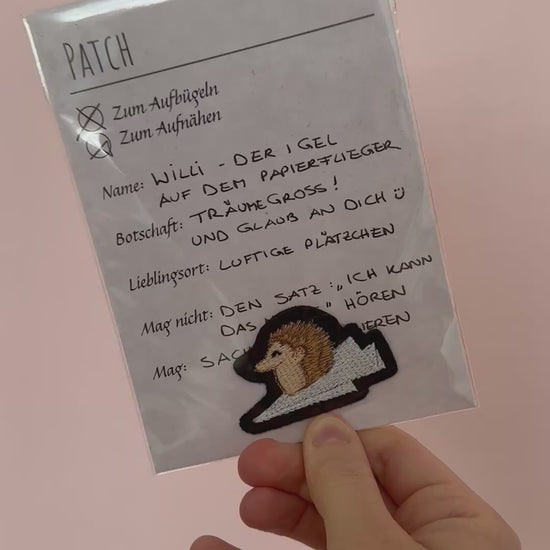 PATCH
Zum Aufbügeln
Zum Aufnähen
Name: WILLI - DER IGEL
AUF DEM PAPIERFLIEGER
Botschaft: TRÄUME GROSS!
UND GLAUB AN DICH
Lieblingsort: LUFTIGE PLÄTZCHEN
Mag nicht: DEN SATZ: „ICH KANN
DAS " HÖREN
Mag: